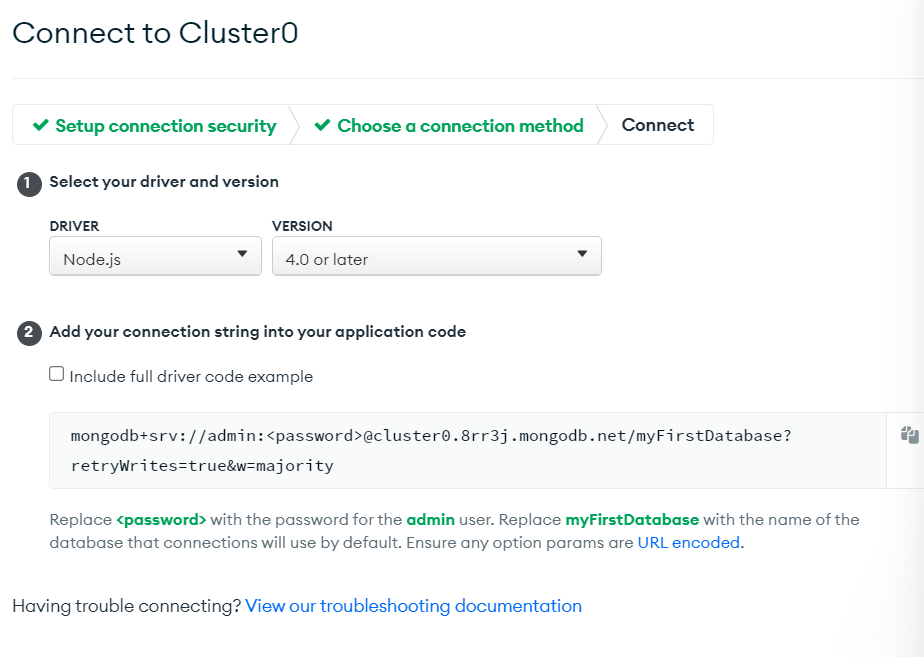 Connect to Cluster0
Setup connection security
Choose a connection method
Connect
1 Select your driver and version
DRIVER VERSION
Node.js 4.0 or later
2 Add your connection string into your application code
Include full driver code example
mongodb+srv://admin:<password>@cluster0.8rr3j.mongodb.net/myFirstDatabase?
retryWrites=true&w=majority
Replace <password> with the password for the admin user. Replace myFirstDatabase with the name of the
database that connections will use by default. Ensure any option params are URL encoded.
Having trouble connecting? View our troubleshooting documentation